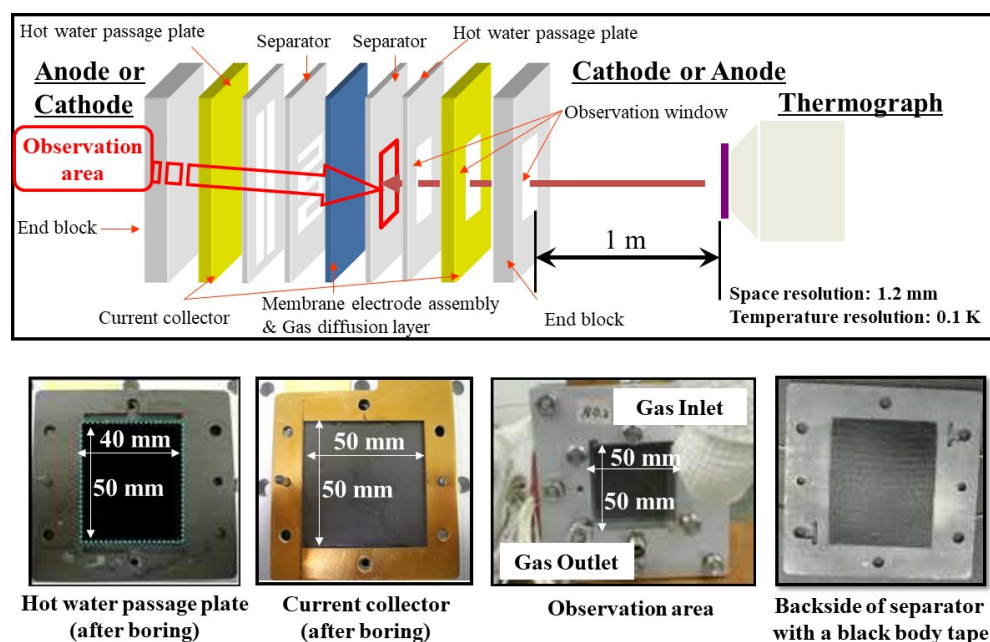 Hot water passage plate
Separator
Separator
Hot water passage plate
Anode or
Cathode
Cathode or Anode
Thermograph
Observation
area
Observation window
End block
1 m
Current collector
Membrane electrode assembly
& Gas diffusion layer
End block
Space resolution: 1.2 mm
Temperature resolution: 0.1 K
40 mm
50 mm
50 mm
50 mm
NO.2
Gas Inlet
50 mm
50 mm
Gas Outlet
Hot water passage plate
(after boring)
Current collector
(after boring)
Observation area
Backside of separator
with a black body tape